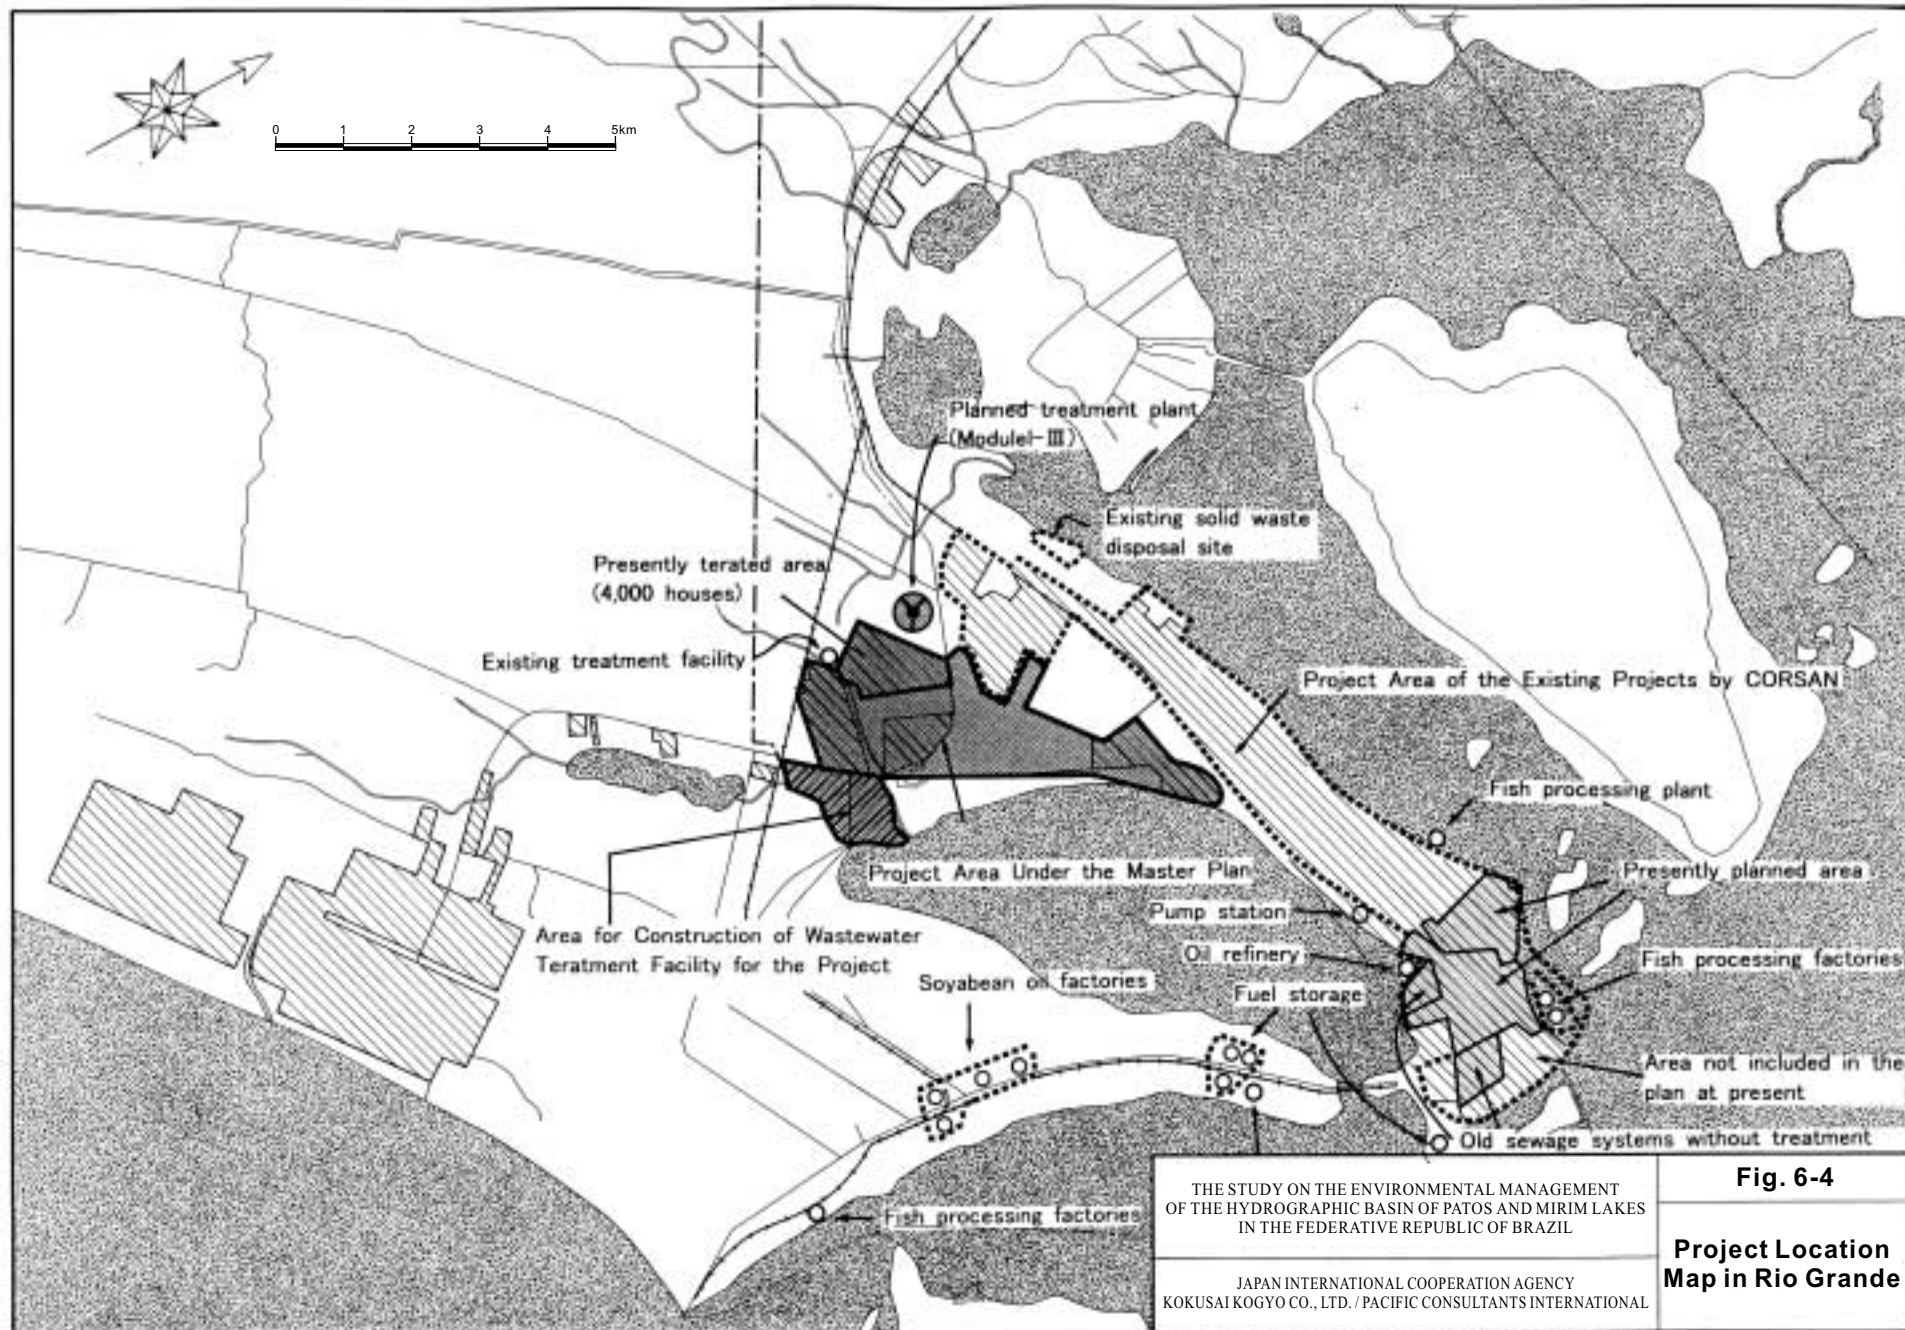 0 1 2 3 4 5km
Planned treatment plant
(Modulel-III)
Existing solid waste
disposal site
Presently terated area
(4,000 houses)
Existing treatment facility
Project Area of the Existing Projects by CORSAN
Fish processing plant
Project Area Under the Master Plan
Presently planned area
Pump station
Area for Construction of Wastewater
Teratment Facility for the Project
Oil refinery
Fish processing factories
Soyabean oil factories
Fuel storage
Area not included in the
plan at present
Old sewage systems without treatment
Fish processing factories
THE STUDY ON THE ENVIRONMENTAL MANAGEMENT
OF THE HYDROGRAPHIC BASIN OF PATOS AND MIRIM LAKES
IN THE FEDERATIVE REPUBLIC OF BRAZIL
JAPAN INTERNATIONAL COOPERATION AGENCY
KOKUSAI KOGYO CO., LTD. / PACIFIC CONSULTANTS INTERNATIONAL
Fig. 6-4
Project Location
Map in Rio Grande